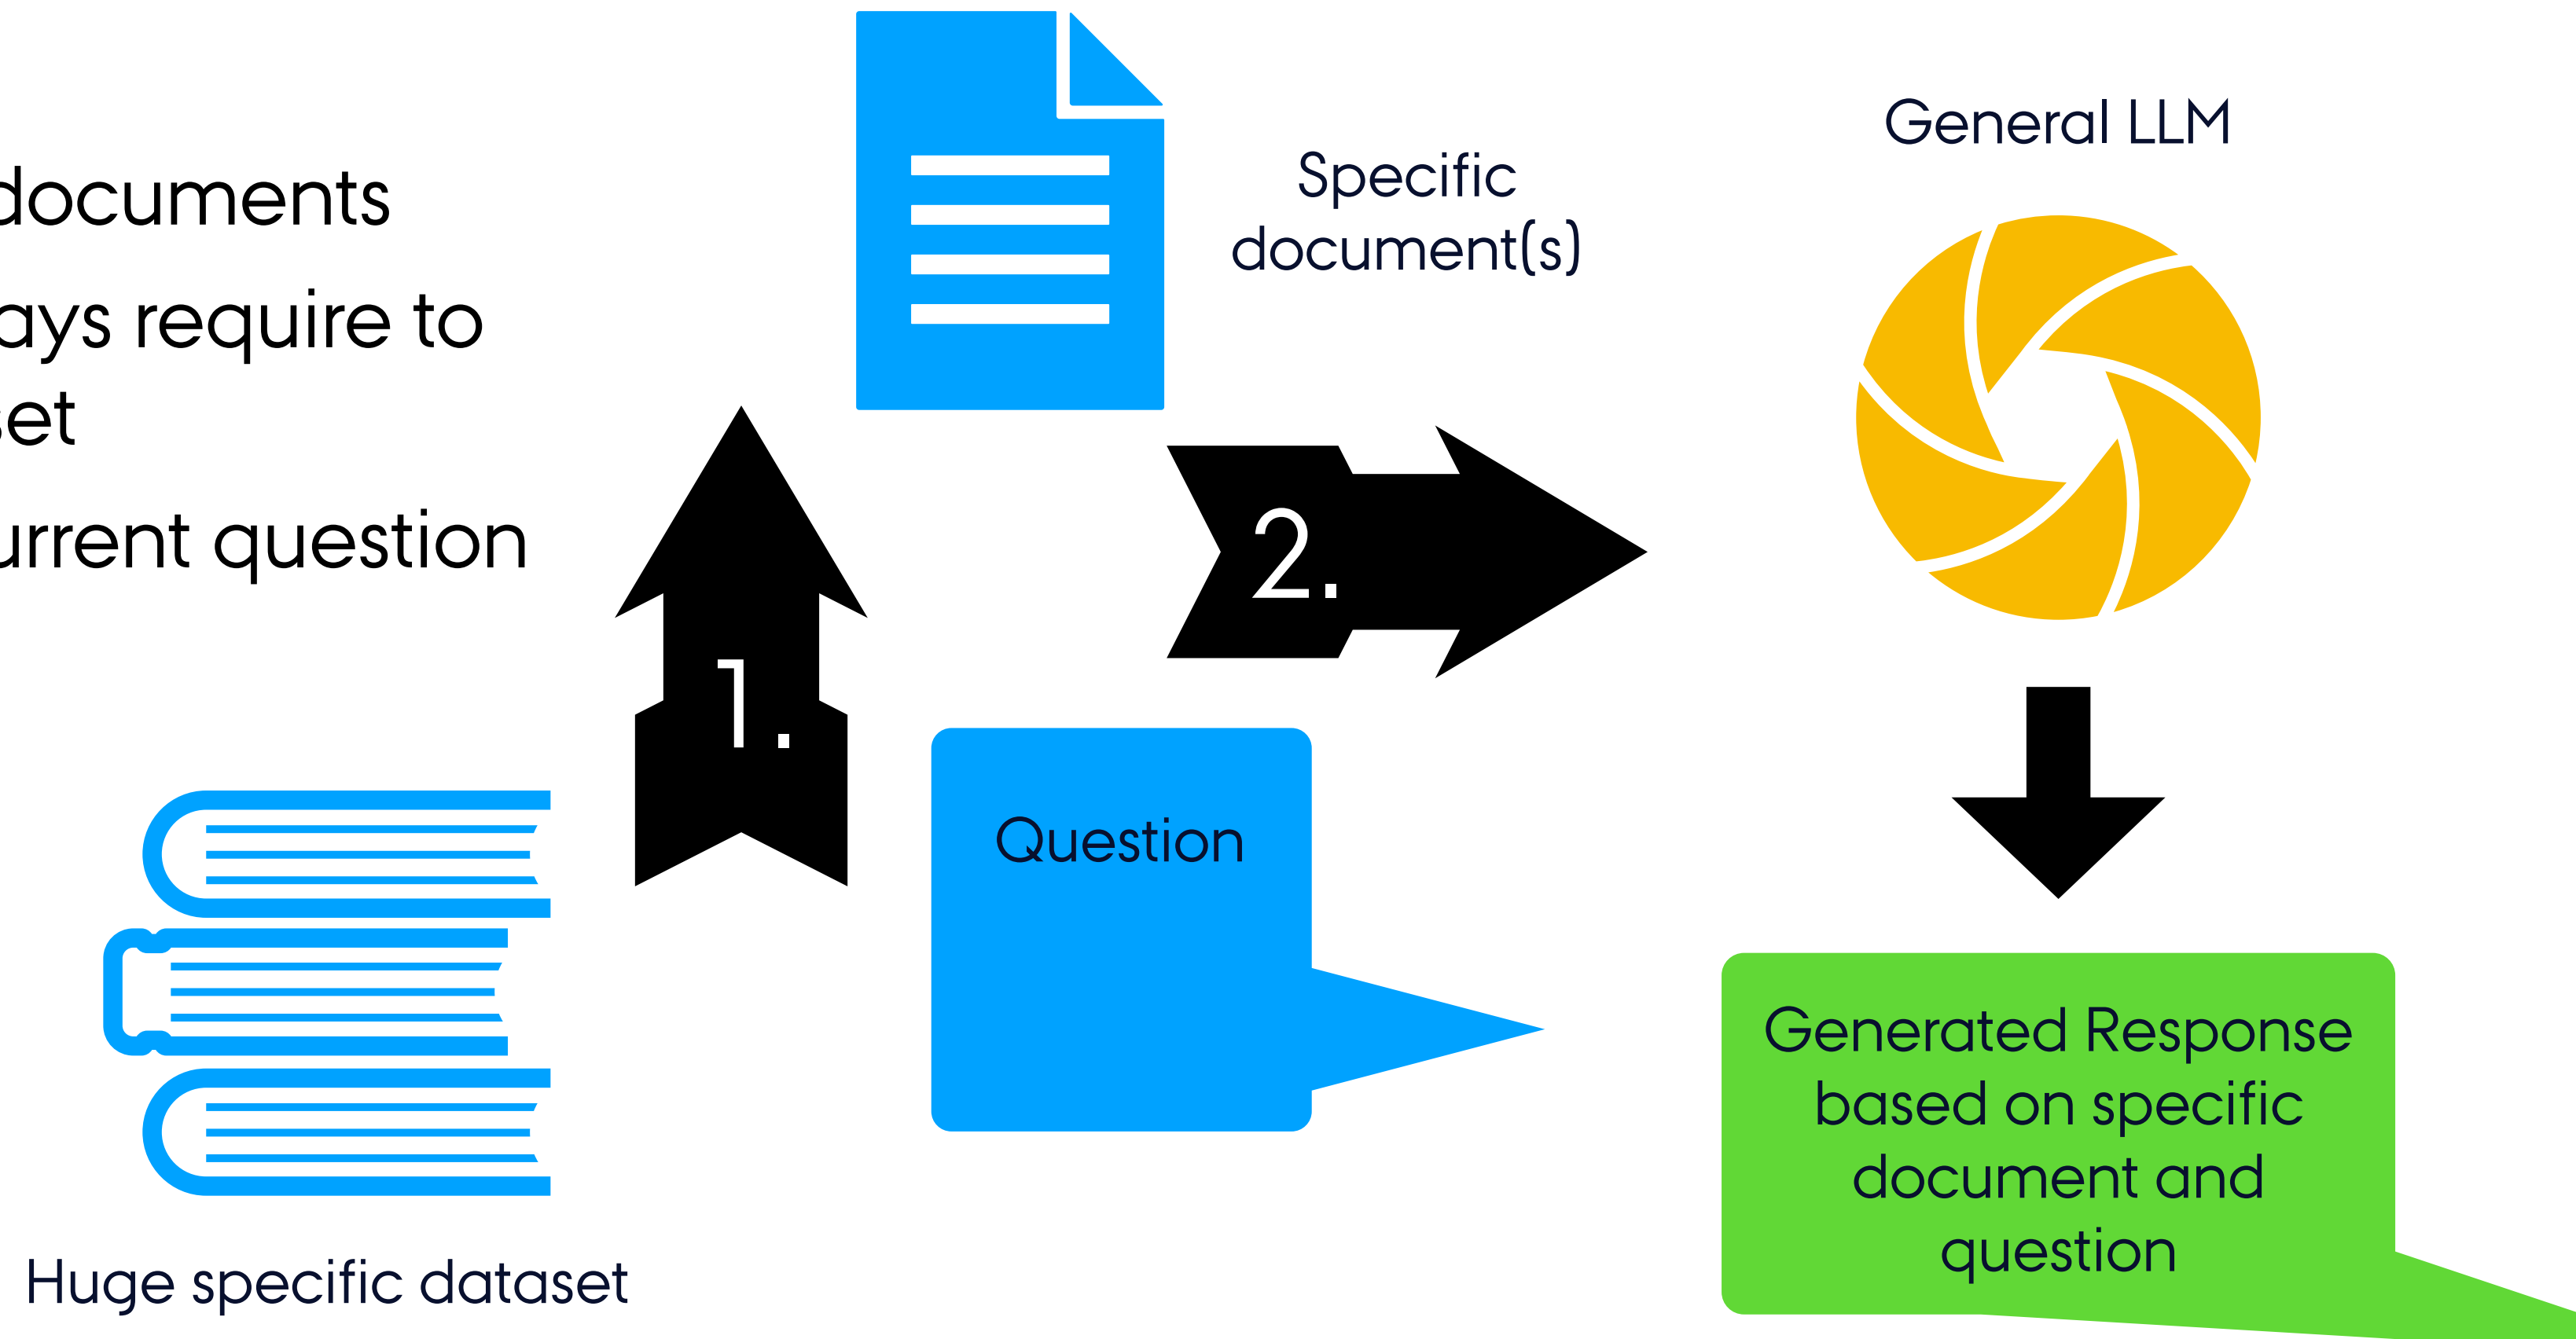 documents
ays require to
set
urrent question
Specific
document(s)
General LLM
1.
2.
Question
Generated Response
based on specific
document and
question
Huge specific dataset